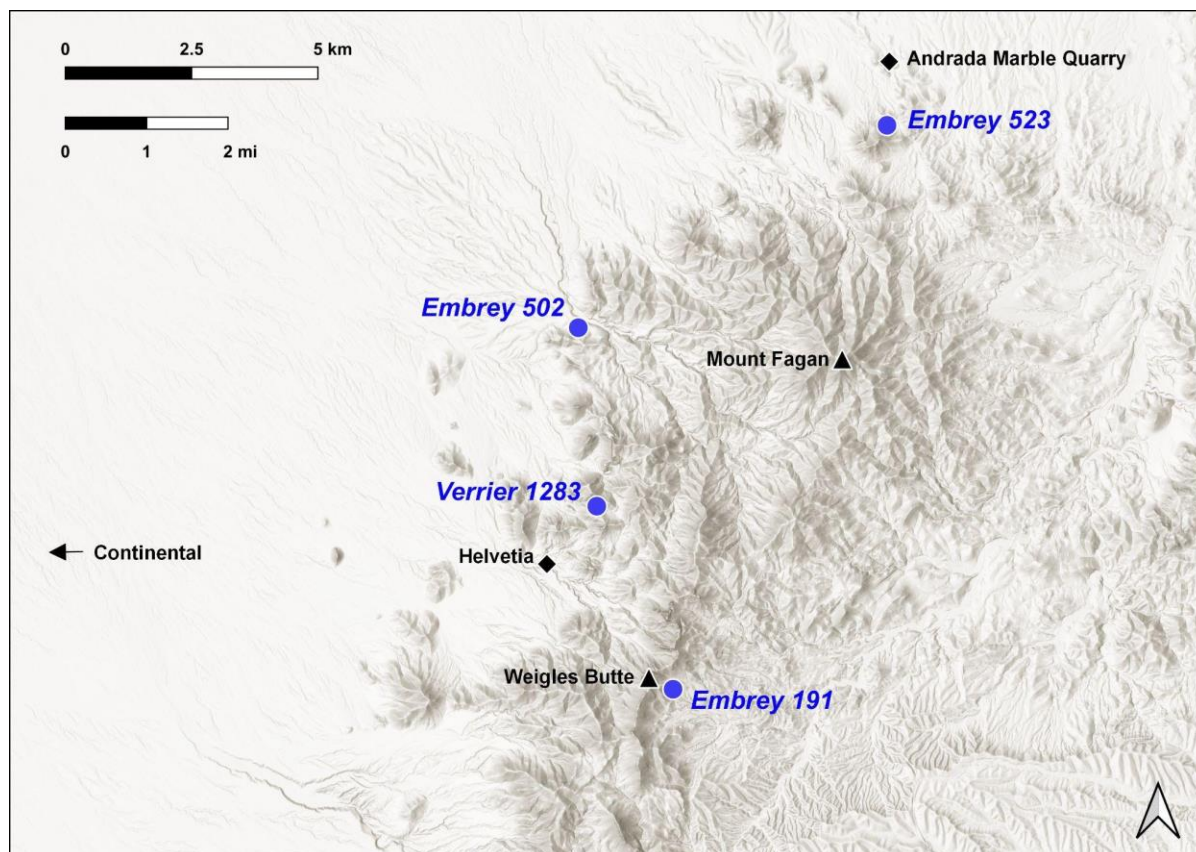 0 2.5 5 km
0 1 2 mi
Andrada Marble Quarry
Embrey 523
Embrey 502
Mount Fagan
Verrier 1283
Continental
Helvetia
Weigles Butte
Embrey 191